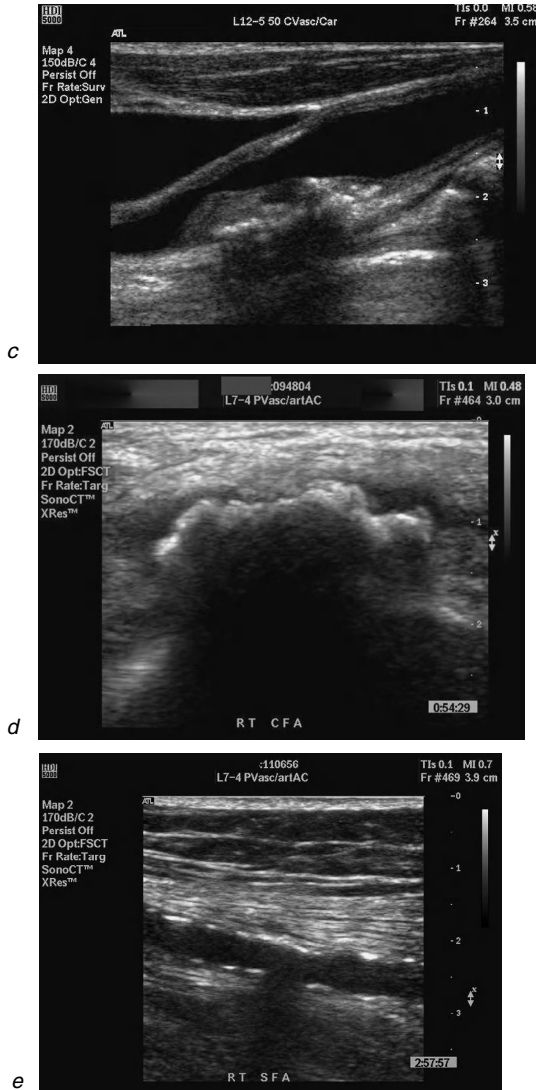 HDI
5000
L12-5 50 CVasc/Car
TIs 0.0 MI 0.58
Fr #264 3.5 cm
Map 4
150dB/C 4
Persist Off
Fr Rate:Surv
2D Opt:Gen
ATL
- 1
- 2
- 3
c
HDI
5000
:094804
L7-4 PVasc/artAC
TIs 0.1 MI 0.48
Fr #464 3.0 cm
Map 2
170dB/C 2
Persist Off
2D Opt:FSCT
Fr Rate:Targ
SonoCT™
XRes™
ATL
-0
-1
x
-2
0:54:29
RT CFA
d
HDI
5000
:110656
L7-4 PVasc/artAC
TIs 0.1 MI 0.7
Fr #469 3.9 cm
Map 2
170dB/C 2
Persist Off
2D Opt:FSCT
Fr Rate:Targ
SonoCT™
XRes™
ATL
-0
- 1
- 2
x
- 3
2:57:57
RT SFA
e